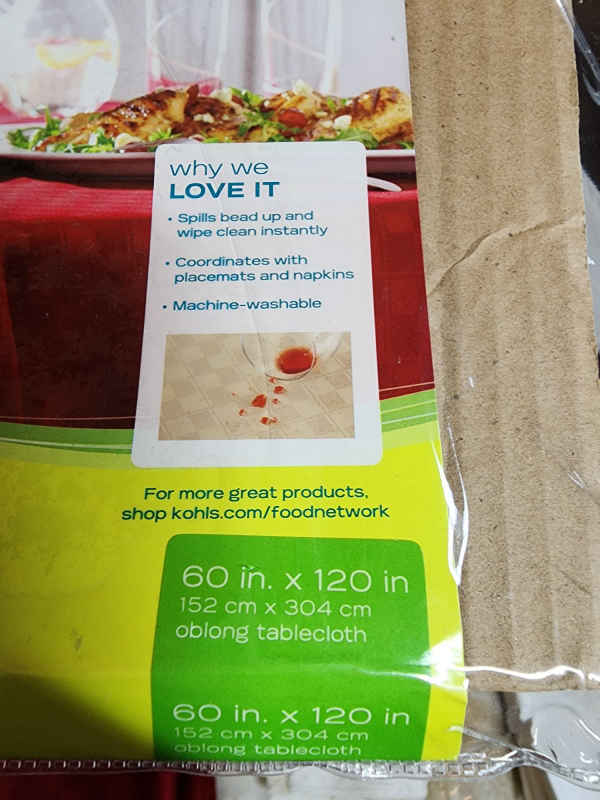 why we
LOVE IT
• Spills bead up and
wipe clean instantly
• Coordinates with
placemats and napkins
• Machine-washable
For more great products,
shop kohls.com/foodnetwork
60 in. x 120 in
152 cm x 304 cm
oblong tablecloth
60 in. x 120 in
152 cm x 304 cm
oblong tablecloth